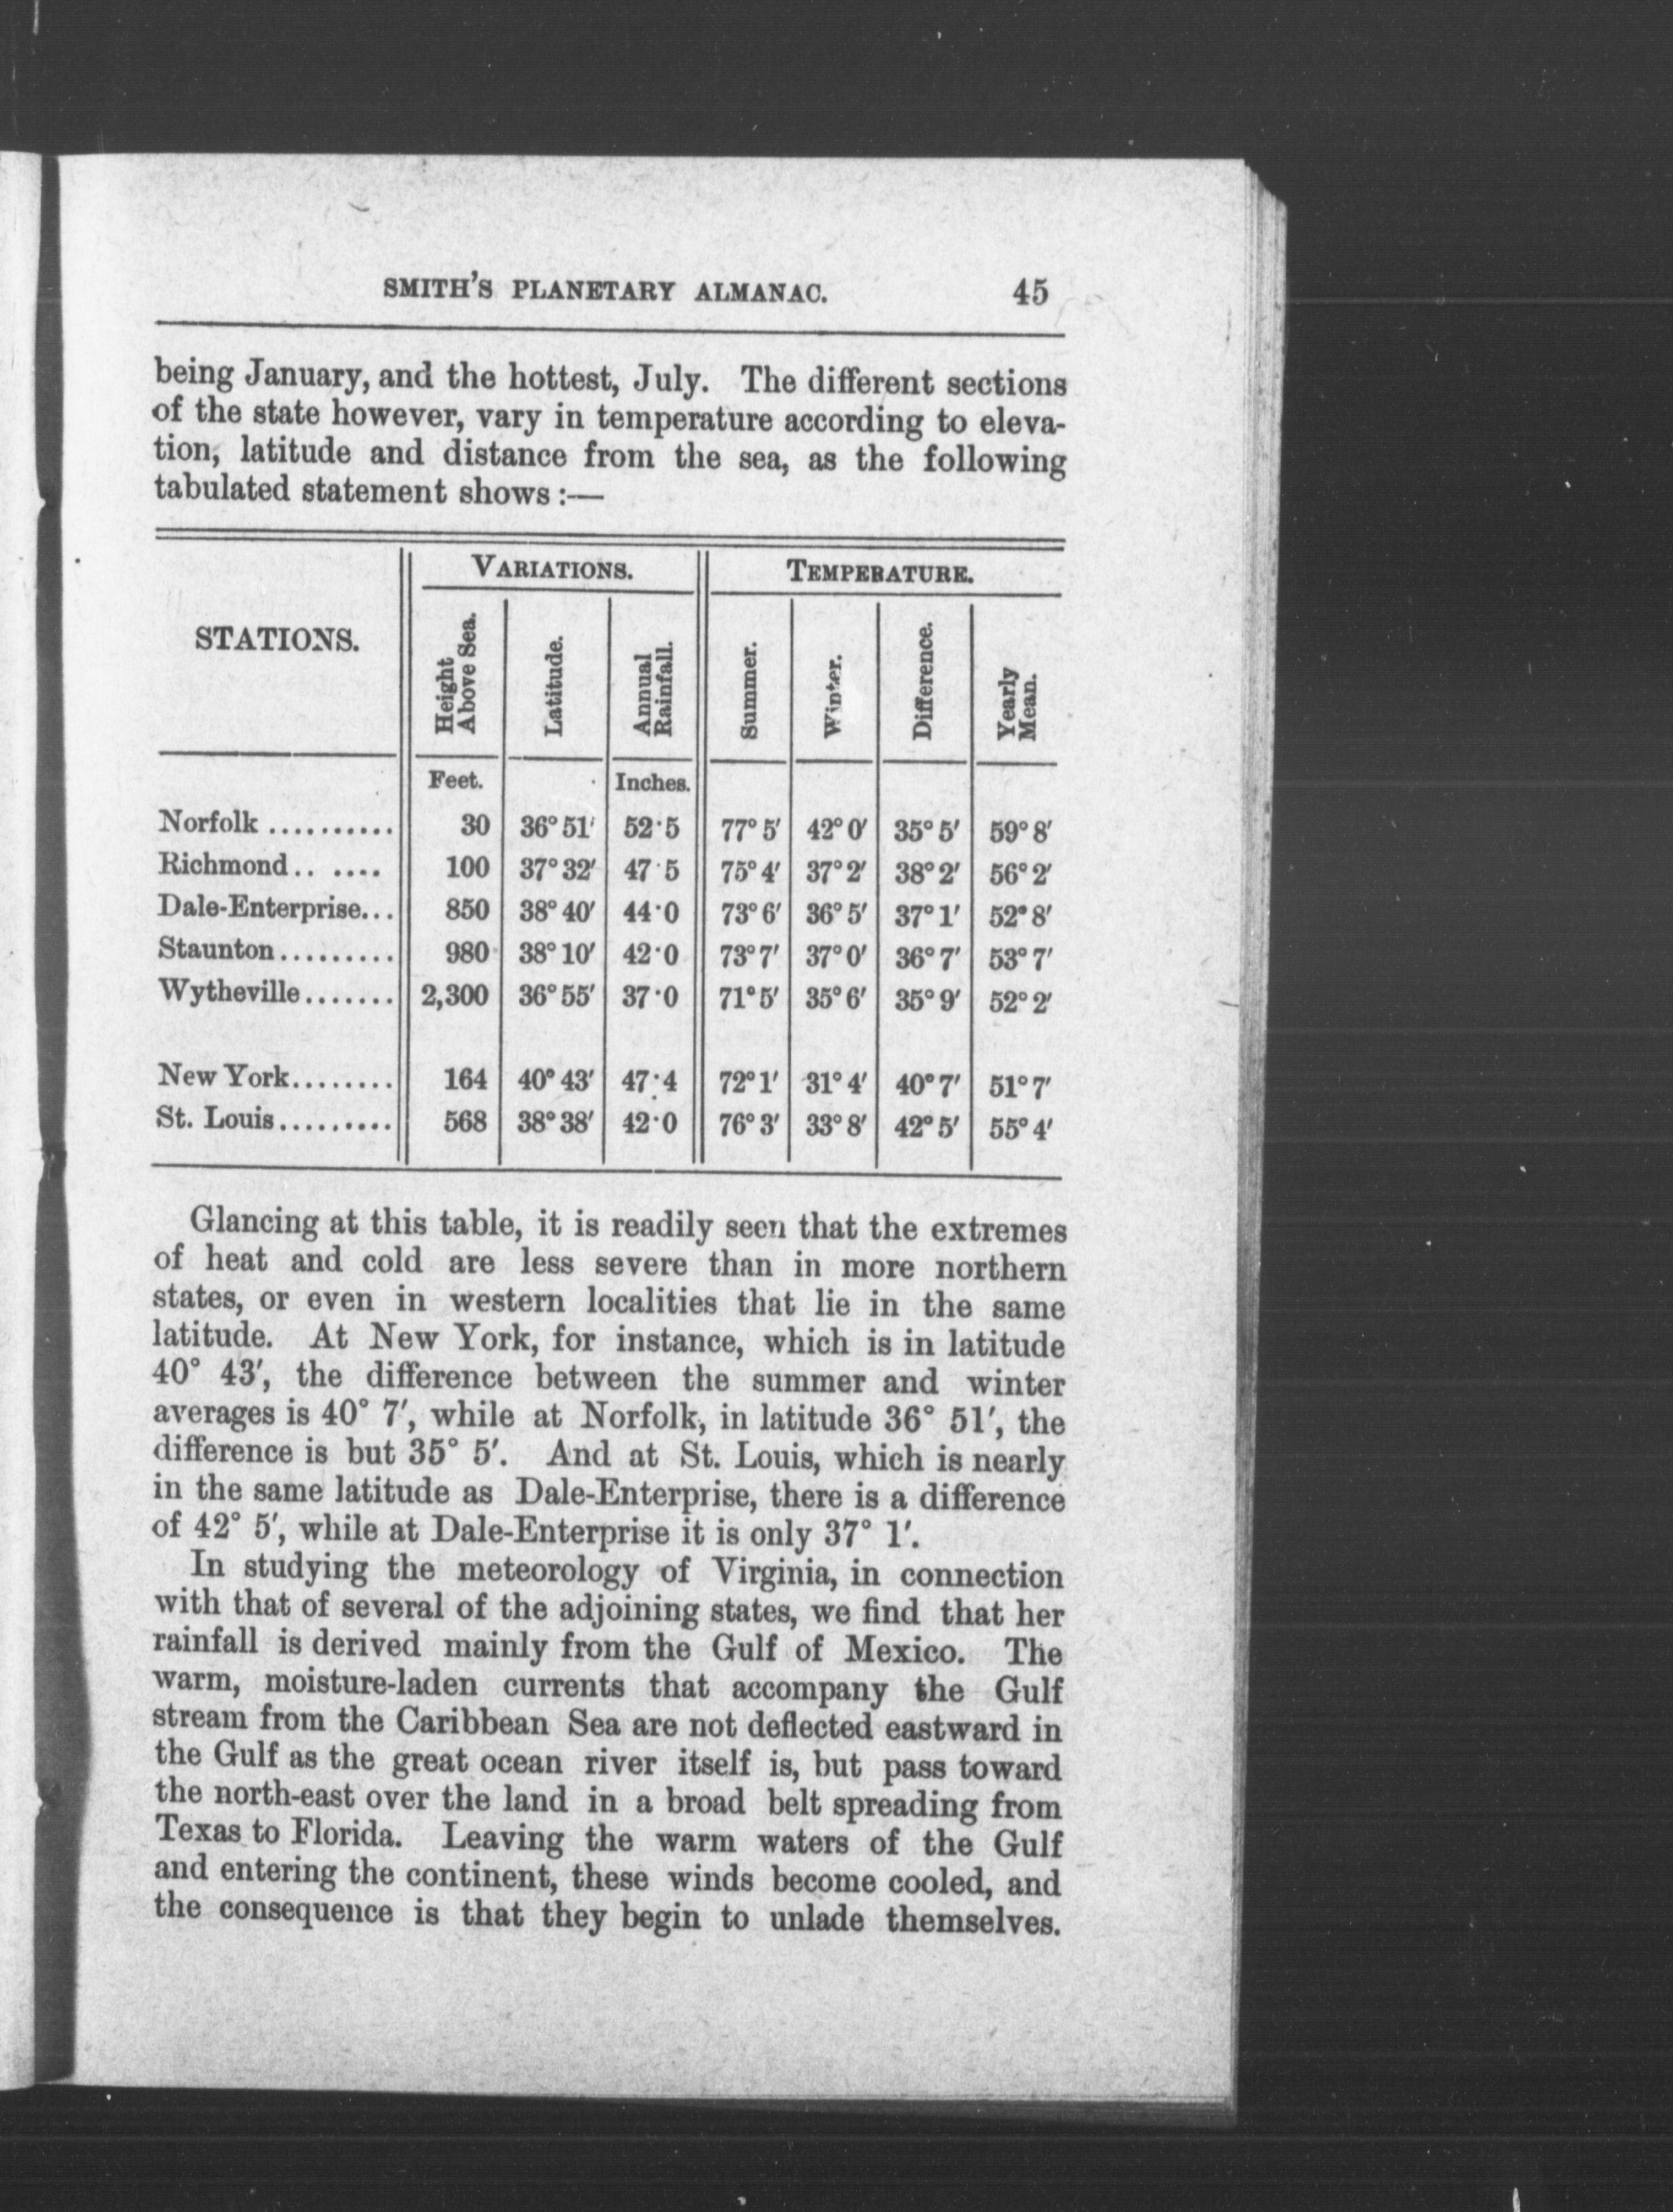 SMITH'S PLANETARY ALMANAC. 45
being January, and the hottest, July. The different sections
of the state however, vary in temperature according to eleva-
tion, latitude and distance from the sea, as the following
tabulated statement shows :—
VARIATIONS. TEMPERATURE.
STATIONS. Height Above Sea. Latitude. Annual Rainfall. Summer. Winter. Difference. Yearly Mean.
Feet. Inches.
Norfolk .......... 30 36° 51' 52·5 77° 5' 42° 0' 35° 5' 59° 8'
Richmond.. .... 100 37° 32' 47·5 75° 4' 37° 2' 38° 2' 56° 2'
Dale-Enterprise... 850 38° 40' 44·0 73° 6' 36° 5' 37° 1' 52° 8'
Staunton......... 980 38° 10' 42·0 73° 7' 37° 0' 36° 7' 53° 7'
Wytheville....... 2,300 36° 55' 37·0 71° 5' 35° 6' 35° 9' 52° 2'
New York........ 164 40° 43' 47·4 72° 1' 31° 4' 40° 7' 51° 7'
St. Louis......... 568 38° 38' 42·0 76° 3' 33° 8' 42° 5' 55° 4'
Glancing at this table, it is readily seen that the extremes
of heat and cold are less severe than in more northern
states, or even in western localities that lie in the same
latitude. At New York, for instance, which is in latitude
40° 43', the difference between the summer and winter
averages is 40° 7', while at Norfolk, in latitude 36° 51', the
difference is but 35° 5'. And at St. Louis, which is nearly
in the same latitude as Dale-Enterprise, there is a difference
of 42° 5', while at Dale-Enterprise it is only 37° 1'.
In studying the meteorology of Virginia, in connection
with that of several of the adjoining states, we find that her
rainfall is derived mainly from the Gulf of Mexico. The
warm, moisture-laden currents that accompany the Gulf
stream from the Caribbean Sea are not deflected eastward in
the Gulf as the great ocean river itself is, but pass toward
the north-east over the land in a broad belt spreading from
Texas to Florida. Leaving the warm waters of the Gulf
and entering the continent, these winds become cooled, and
the consequence is that they begin to unlade themselves.